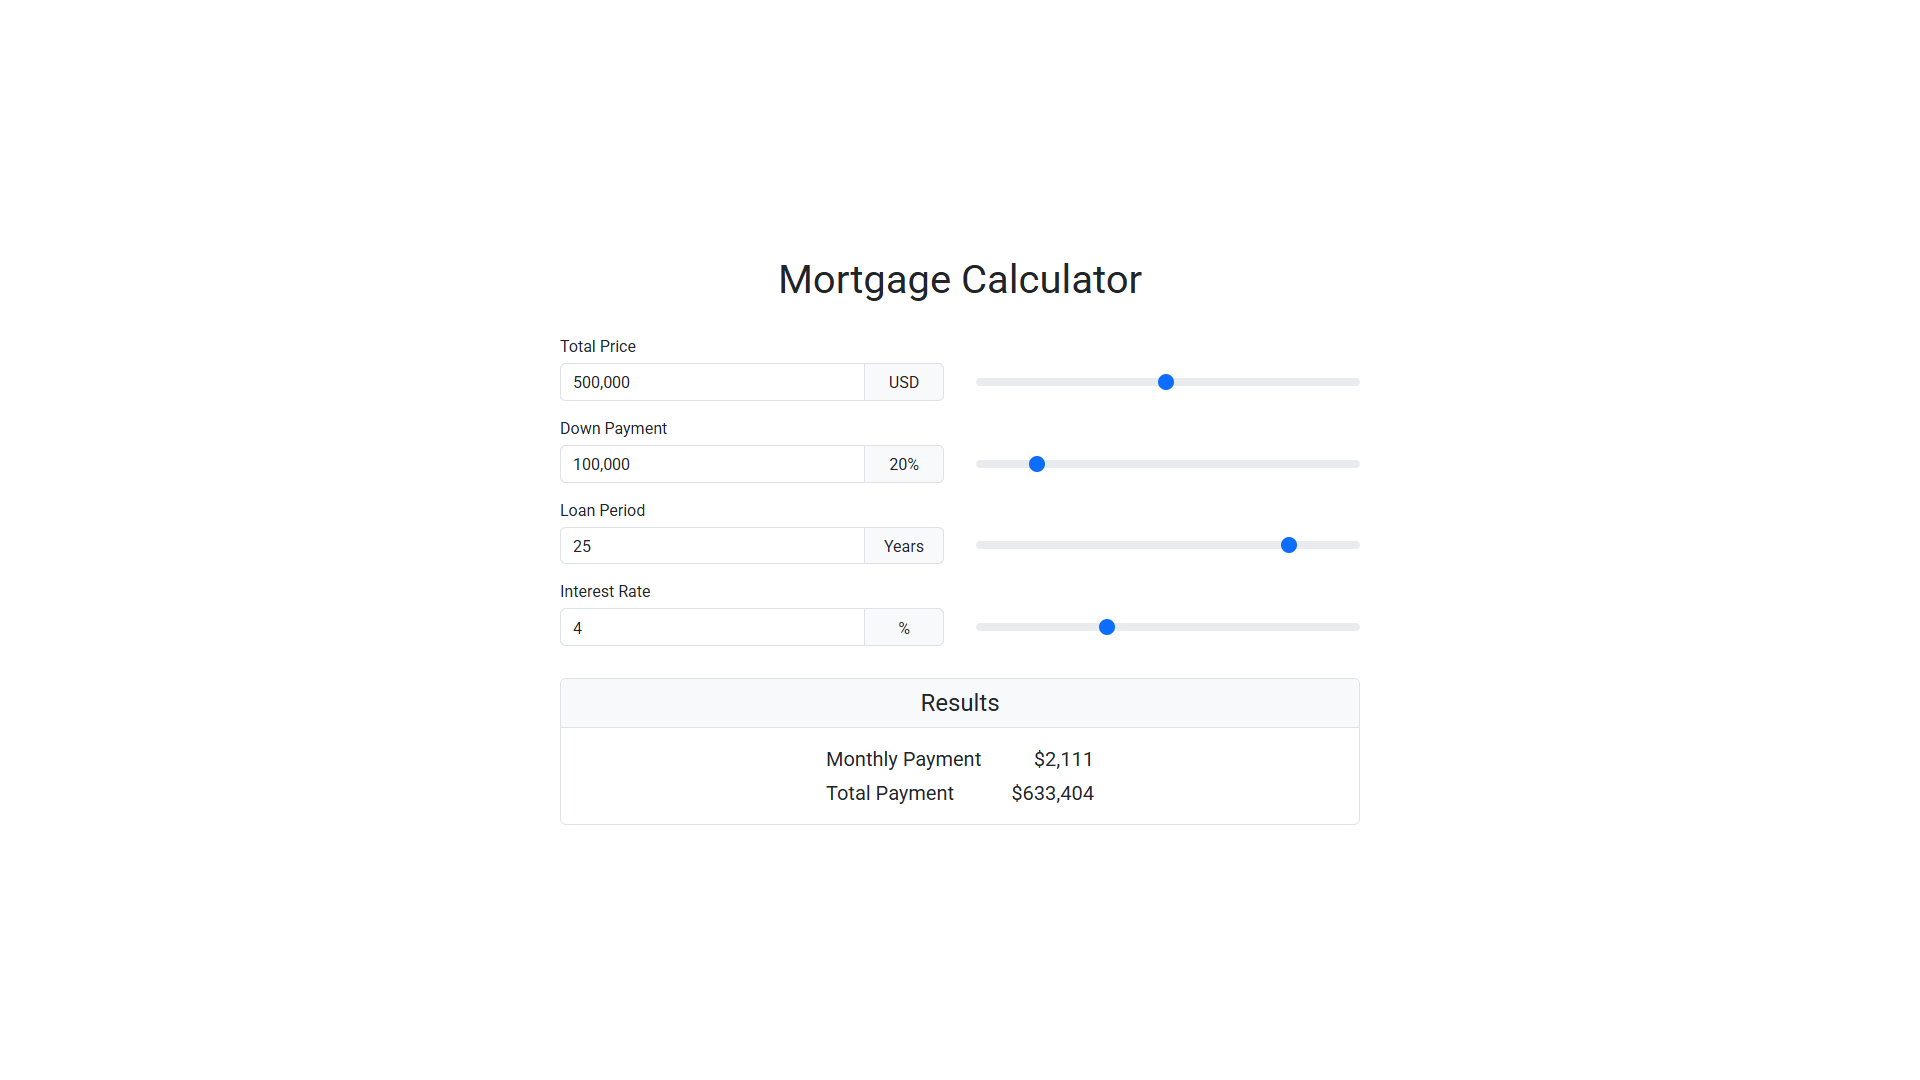 Mortgage Calculator
Total Price
500,000 USD
Down Payment
100,000 20%
Loan Period
25 Years
Interest Rate
4 %
Results
Monthly Payment $2,111
Total Payment $633,404